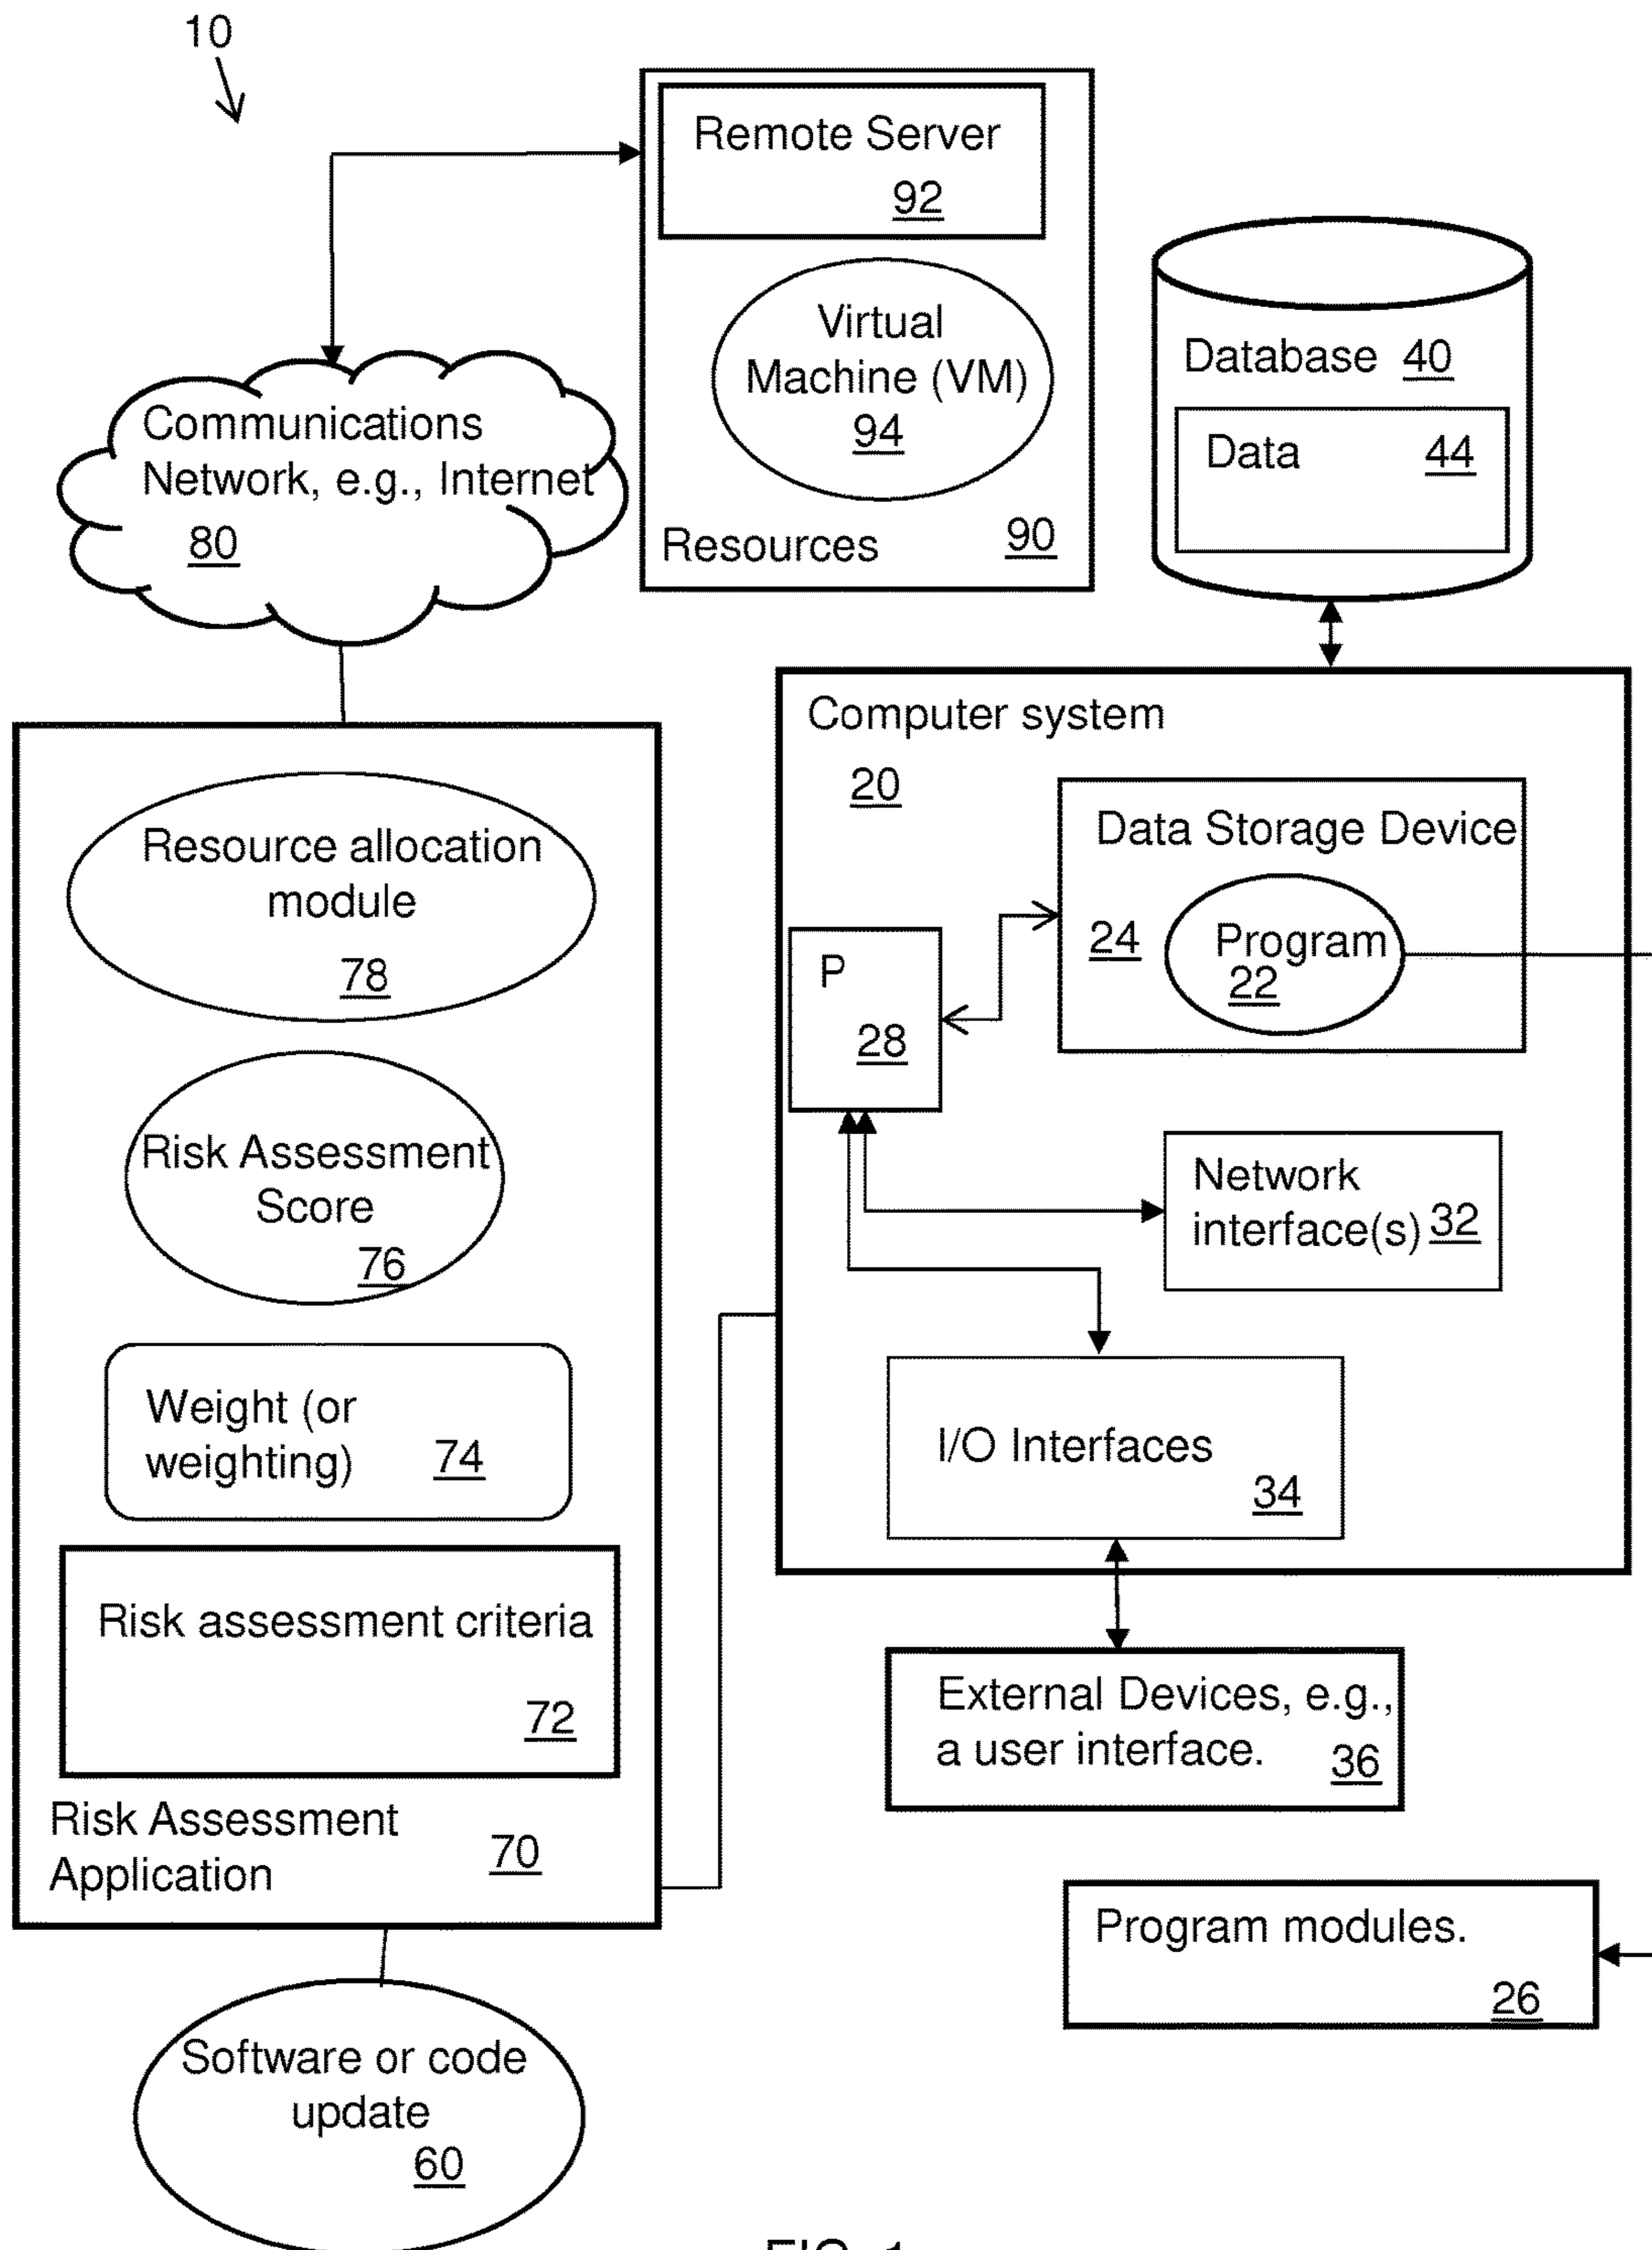 10
Remote Server
92
Virtual
Machine (VM)
94
Resources 90
Database 40
Data 44
Communications
Network, e.g., Internet
80
Computer system
20
Data Storage Device
24
Program
22
P
28
Network
interface(s) 32
I/O Interfaces
34
External Devices, e.g.,
a user interface. 36
Program modules.
26
Resource allocation
module
78
Risk Assessment
Score
76
Weight (or
weighting) 74
Risk assessment criteria
72
Risk Assessment
Application 70
Software or code
update
60
FIG. 1